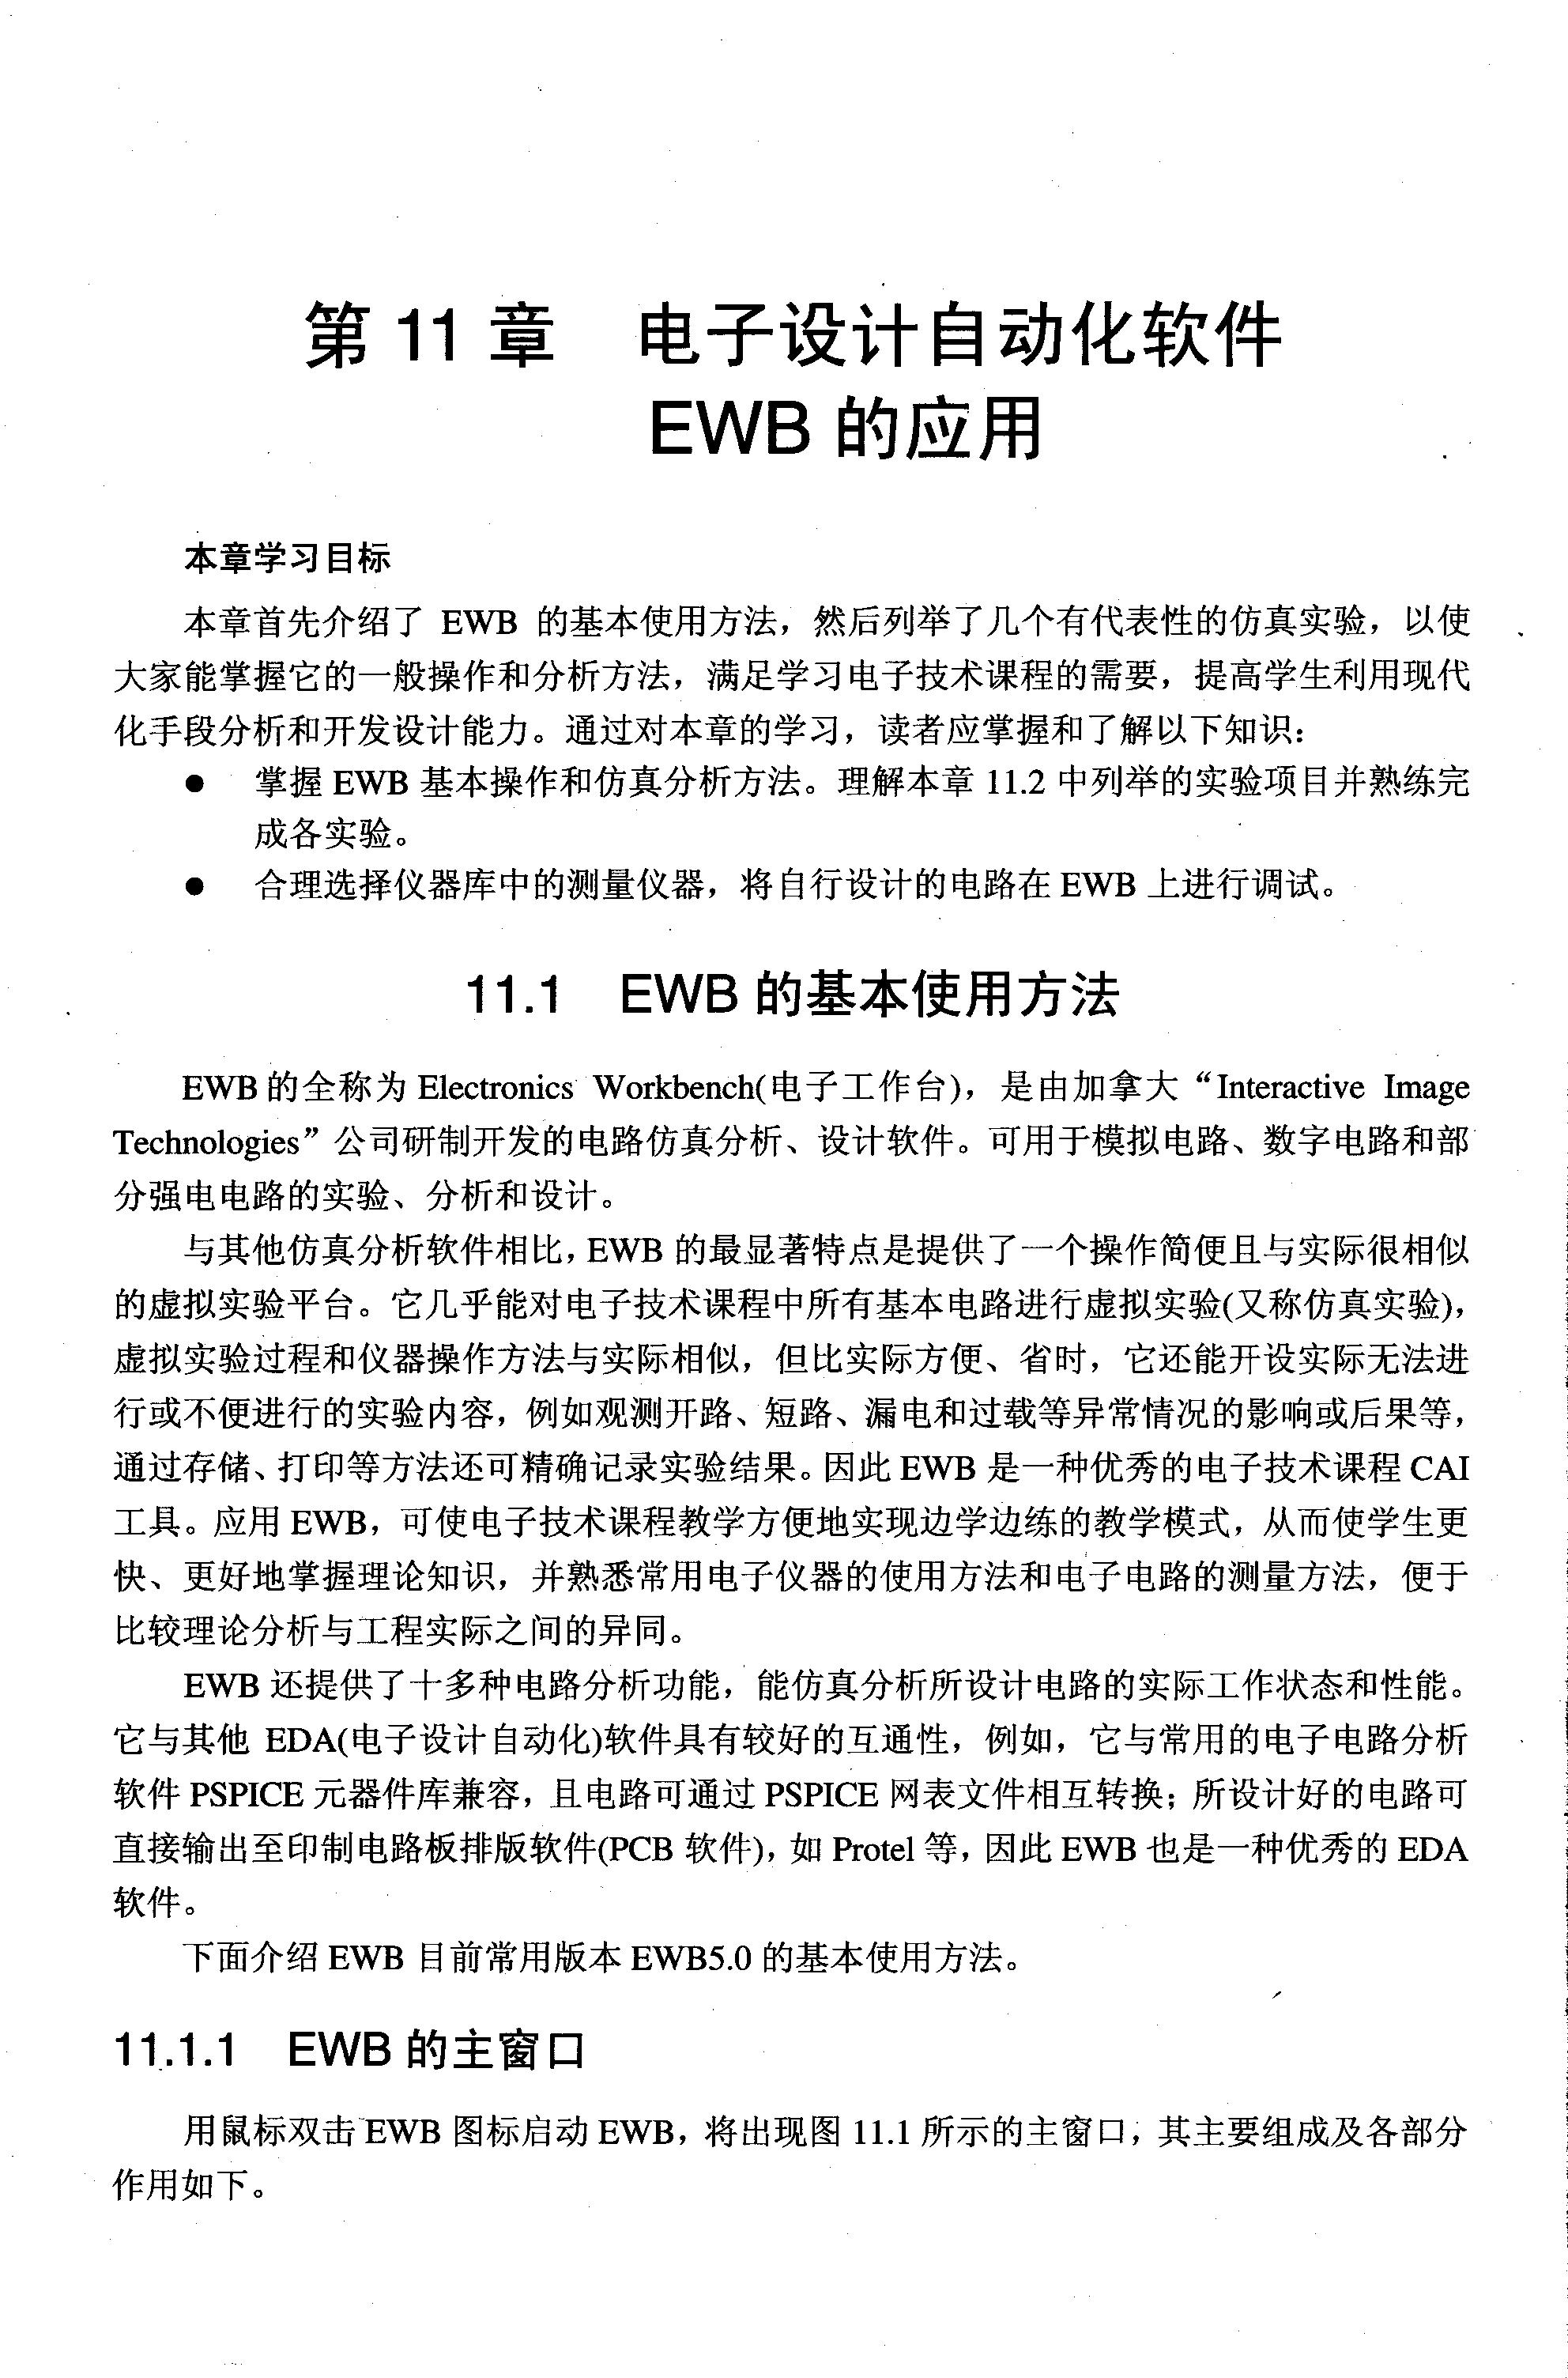 第 11 章 电子设计自动化软件
EWB 的应用
本章学习目标
本章首先介绍了 EWB 的基本使用方法，然后列举了几个有代表性的仿真实验，以使
大家能掌握它的一般操作和分析方法，满足学习电子技术课程的需要，提高学生利用现代
化手段分析和开发设计能力。通过对本章的学习，读者应掌握和了解以下知识：
● 掌握 EWB 基本操作和仿真分析方法。理解本章 11.2 中列举的实验项目并熟练完
成各实验。
● 合理选择仪器库中的测量仪器，将自行设计的电路在 EWB 上进行调试。
11.1 EWB 的基本使用方法
EWB 的全称为 Electronics Workbench(电子工作台)，是由加拿大“Interactive Image
Technologies”公司研制开发的电路仿真分析、设计软件。可用于模拟电路、数字电路和部
分强电电路的实验、分析和设计。
与其他仿真分析软件相比，EWB 的最显著特点是提供了一个操作简便且与实际很相似
的虚拟实验平台。它几乎能对电子技术课程中所有基本电路进行虚拟实验(又称仿真实验)，
虚拟实验过程和仪器操作方法与实际相似，但比实际方便、省时，它还能开设实际无法进
行或不便进行的实验内容，例如观测开路、短路、漏电和过载等异常情况的影响或后果等，
通过存储、打印等方法还可精确记录实验结果。因此 EWB 是一种优秀的电子技术课程 CAI
工具。应用 EWB，可使电子技术课程教学方便地实现边学边练的教学模式，从而使学生更
快、更好地掌握理论知识，并熟悉常用电子仪器的使用方法和电子电路的测量方法，便于
比较理论分析与工程实际之间的异同。
EWB 还提供了十多种电路分析功能，能仿真分析所设计电路的实际工作状态和性能。
它与其他 EDA(电子设计自动化)软件具有较好的互通性，例如，它与常用的电子电路分析
软件 PSPICE 元器件库兼容，且电路可通过 PSPICE 网表文件相互转换；所设计好的电路可
直接输出至印制电路板排版软件(PCB 软件)，如 Protel 等，因此 EWB 也是一种优秀的 EDA
软件。
下面介绍 EWB 目前常用版本 EWB5.0 的基本使用方法。
11.1.1 EWB 的主窗口
用鼠标双击 EWB 图标启动 EWB，将出现图 11.1 所示的主窗口，其主要组成及各部分
作用如下。